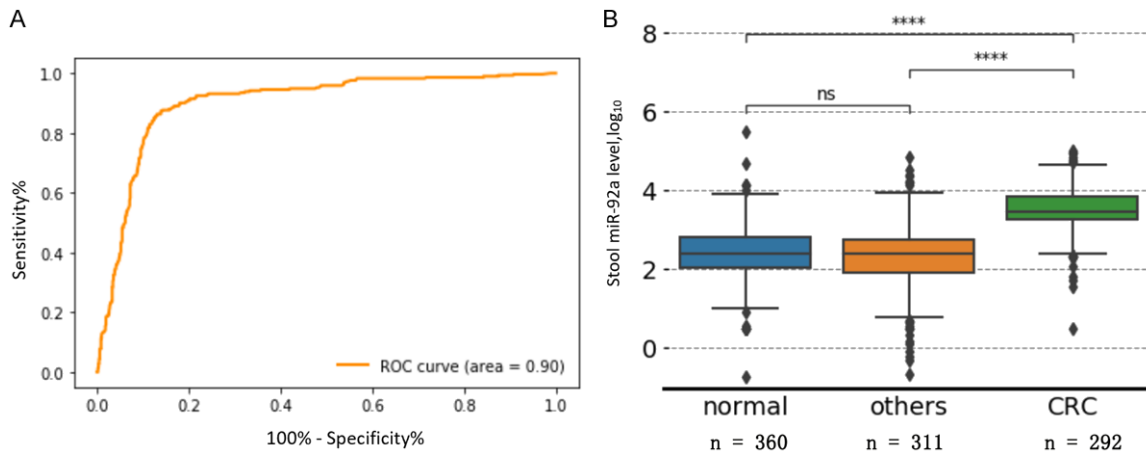 A
Sensitivity%
1.0
0.8
0.6
0.4
0.2
0.0
ROC curve (area = 0.90)
0.0 0.2 0.4 0.6 0.8 1.0
100% - Specificity%
B
Stool miR-92a level,log₁₀
8
6
4
2
0
****
****
ns
normal others CRC
n = 360 n = 311 n = 292